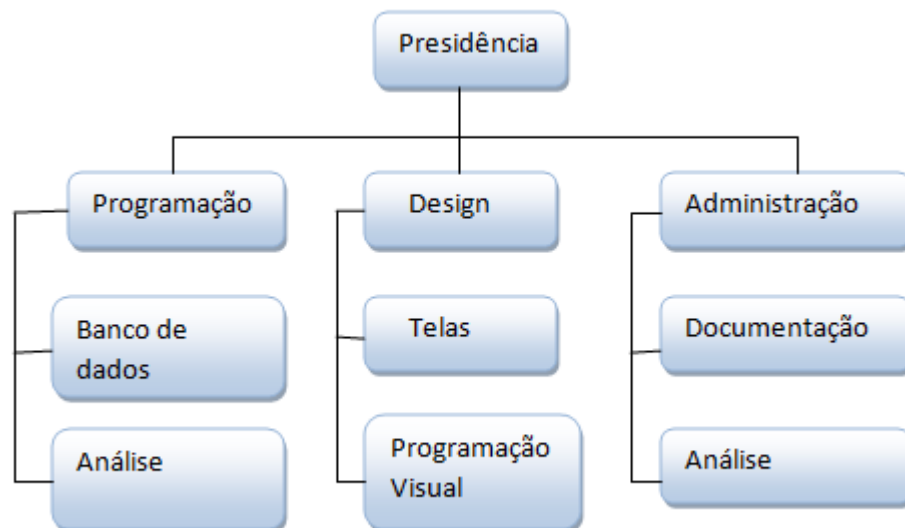 Presidência
Programação
Design
Administração
Banco de
dados
Telas
Documentação
Análise
Programação
Visual
Análise